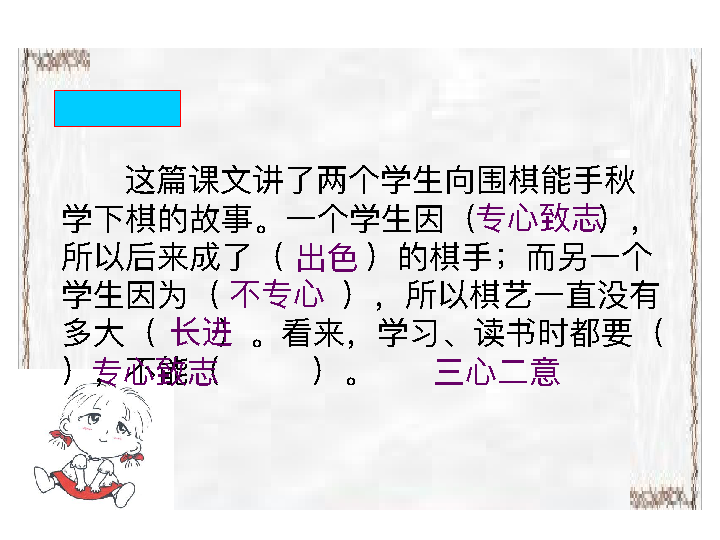 这篇课文讲了两个学生向围棋能手秋
学下棋的故事。一个学生因（专心致志），
所以后来成了（ 出色 ）的棋手；而另一个
学生因为（ 不专心 ），所以棋艺一直没有
多大（ 长进 ）。看来，学习、读书时都要（
专心致志），不能（ ）。 三心二意